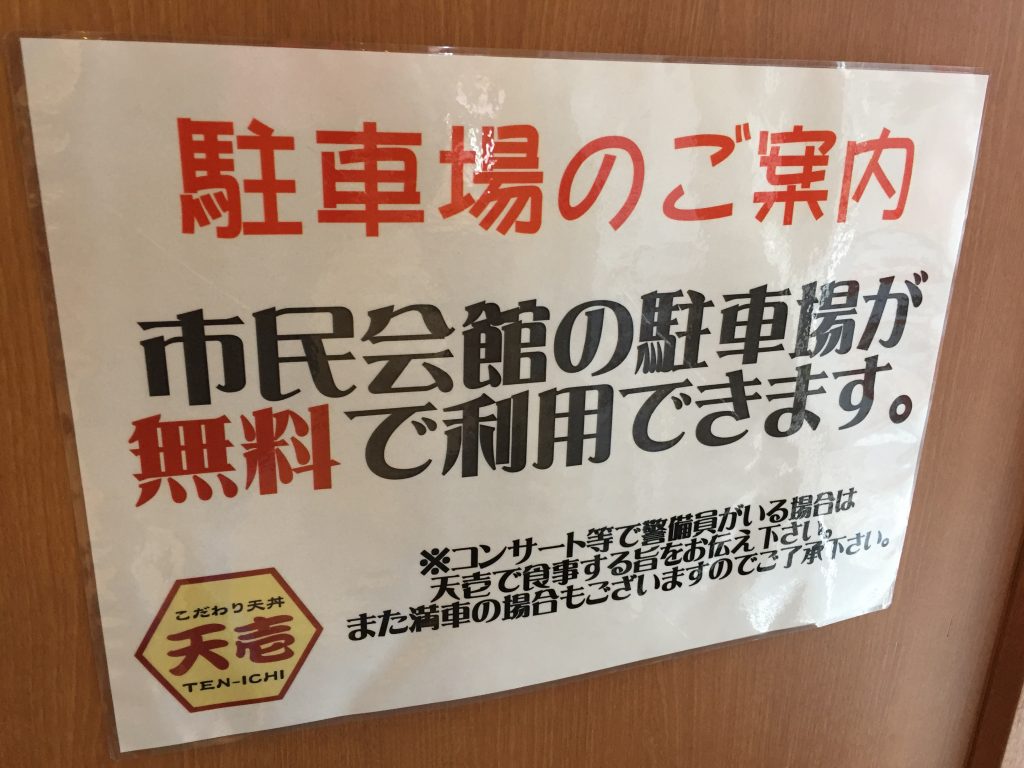 駐車場のご案内
市民会館の駐車場が
無料で利用できます。
※コンサート等で警備員がいる場合は
天壱で食事する旨をお伝え下さい。
また満車の場合もございますのでご了承下さい。
こだわり天丼
天壱
TEN-ICHI